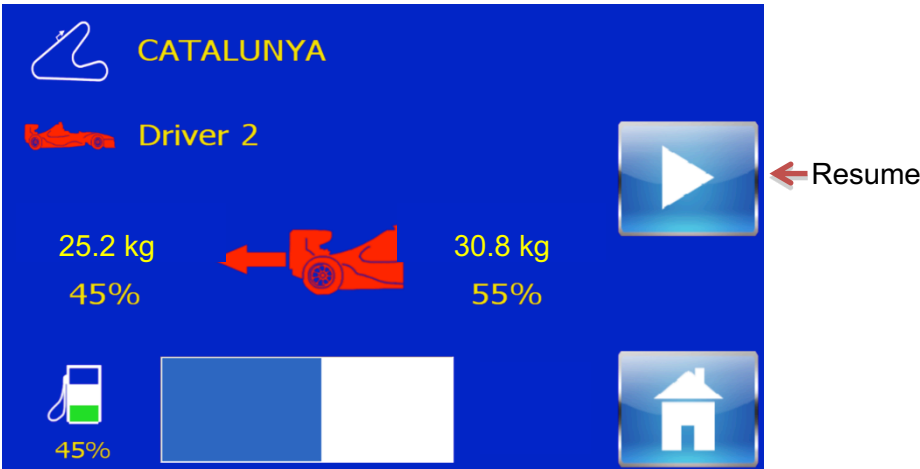 CATALUNYA
Driver 2
Resume
25.2 kg
30.8 kg
45%
55%
45%